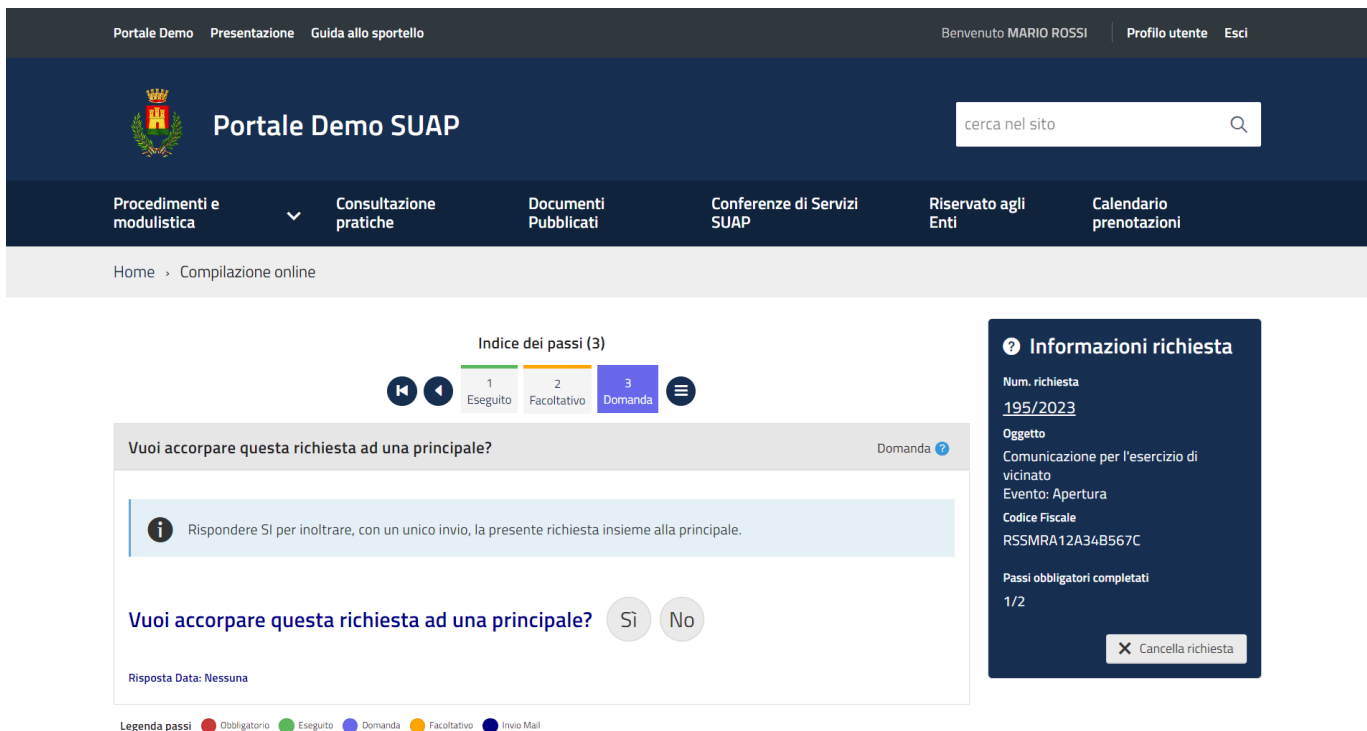 Portale Demo Presentazione Guida allo sportello
Benvenuto MARIO ROSSI Profilo utente Esci
Portale Demo SUAP
cerca nel sito
Procedimenti e modulistica
Consultazione pratiche
Documenti Pubblicati
Conferenze di Servizi SUAP
Riservato agli Enti
Calendario prenotazioni
Home › Compilazione online
Indice dei passi (3)
1 Eseguito
2 Facoltativo
3 Domanda
Vuoi accorpare questa richiesta ad una principale? Domanda ?
i Rispondere SI per inoltrare, con un unico invio, la presente richiesta insieme alla principale.
Vuoi accorpare questa richiesta ad una principale? Sì No
Risposta Data: Nessuna
Legenda passi Obbligatorio Eseguito Domanda Facoltativo Invio Mail
? Informazioni richiesta
Num. richiesta
195/2023
Oggetto
Comunicazione per l'esercizio di
vicinato
Evento: Apertura
Codice Fiscale
RSSMRA12A34B567C
Passi obbligatori completati
1/2
Cancella richiesta